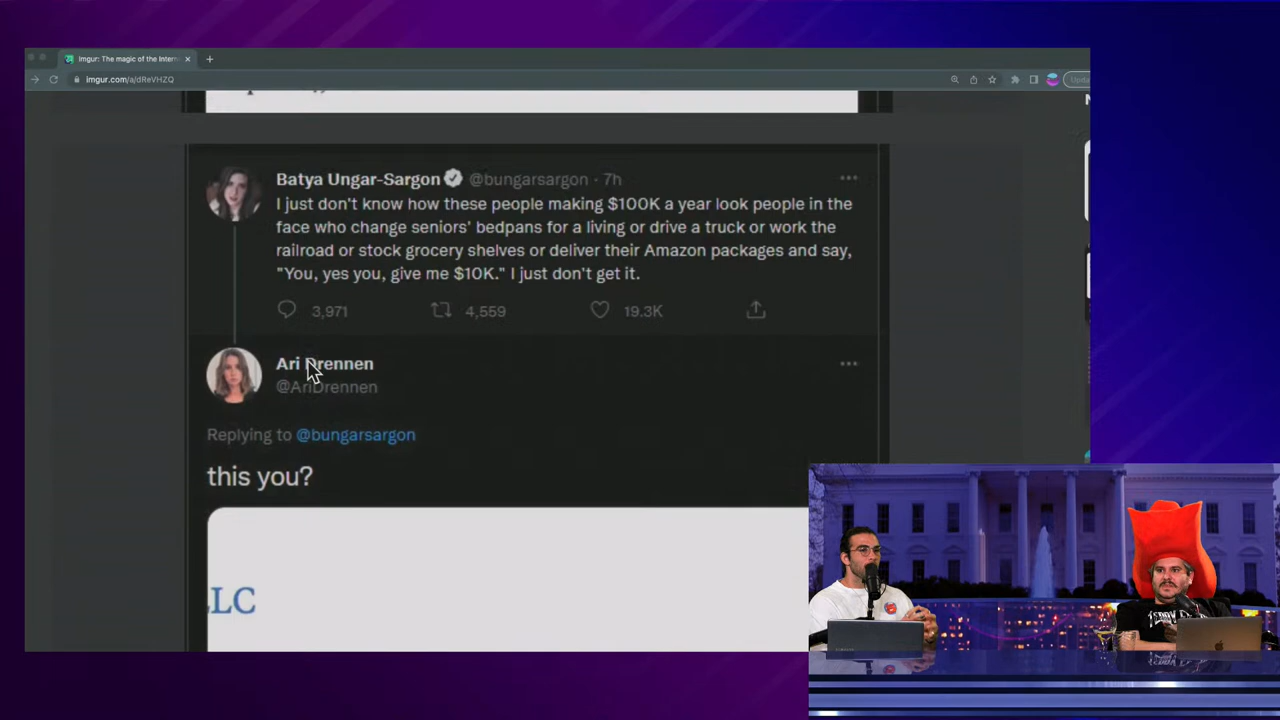 Imgur: The magic of the Intern
imgur.com/a/dReVHZQ
Batya Ungar-Sargon @bungarsargon · 7h
I just don't know how these people making $100K a year look people in the
face who change seniors' bedpans for a living or drive a truck or work the
railroad or stock grocery shelves or deliver their Amazon packages and say,
"You, yes you, give me $10K." I just don't get it.
3,971 4,559 19.3K
Ari Drennen
@AriDrennen
Replying to @bungarsargon
this you?
LLC